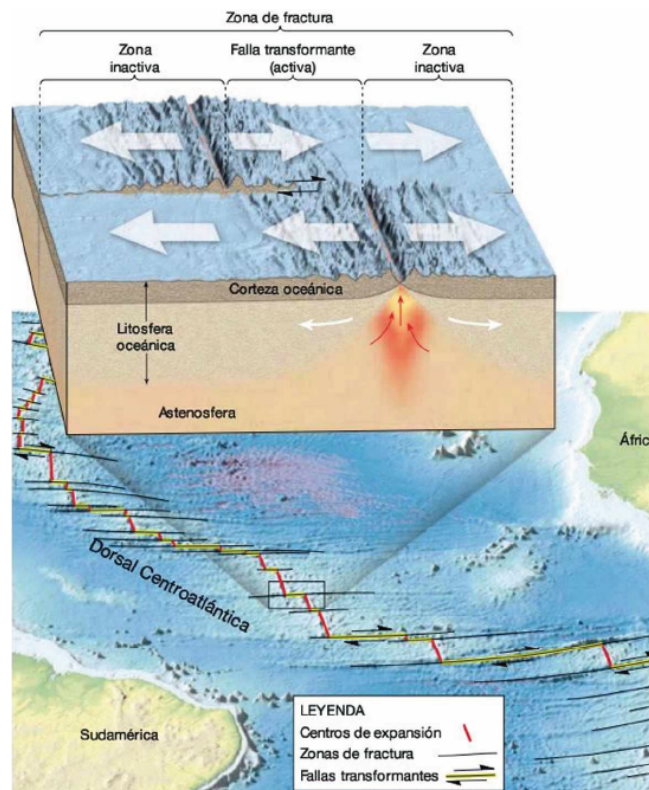 Zona de fractura
Zona
inactiva
Falla transformante
(activa)
Zona
inactiva
Corteza oceánica
Litosfera
oceánica
Astenosfera
Áfric
Dorsal Centroatlántica
Sudamérica
LEYENDA
Centros de expansión
Zonas de fractura
Fallas transformantes